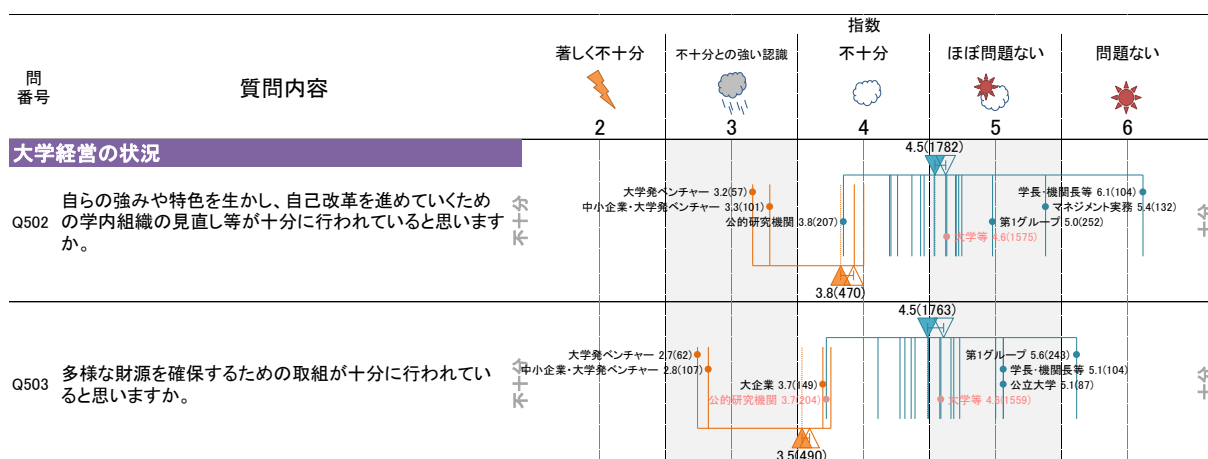 指数
問
番号
質問内容
著しく不十分
不十分との強い認識
不十分
ほぼ問題ない
問題ない
2
3
4
5
6
大学経営の状況
4.5(1782)
Q502
自らの強みや特色を生かし、自己改革を進めていくため
の学内組織の見直し等が十分に行われていると思います
か。
不十分
大学発ベンチャー 3.2(57)
中小企業・大学発ベンチャー 3.3(101)
公的研究機関 3.8(207)
学長・機関長等 6.1(104)
マネジメント実務 5.4(132)
第1グループ 5.0(252)
大学等 4.6(1575)
十分
3.8(470)
4.5(1763)
Q503
多様な財源を確保するための取組が十分に行われてい
ると思いますか。
不十分
大学発ベンチャー 2.7(62)
中小企業・大学発ベンチャー 2.8(107)
大企業 3.7(149)
公的研究機関 3.7(204)
第1グループ 5.6(243)
学長・機関長等 5.1(104)
公立大学 5.1(87)
大学等 4.6(1559)
十分
3.5(490)